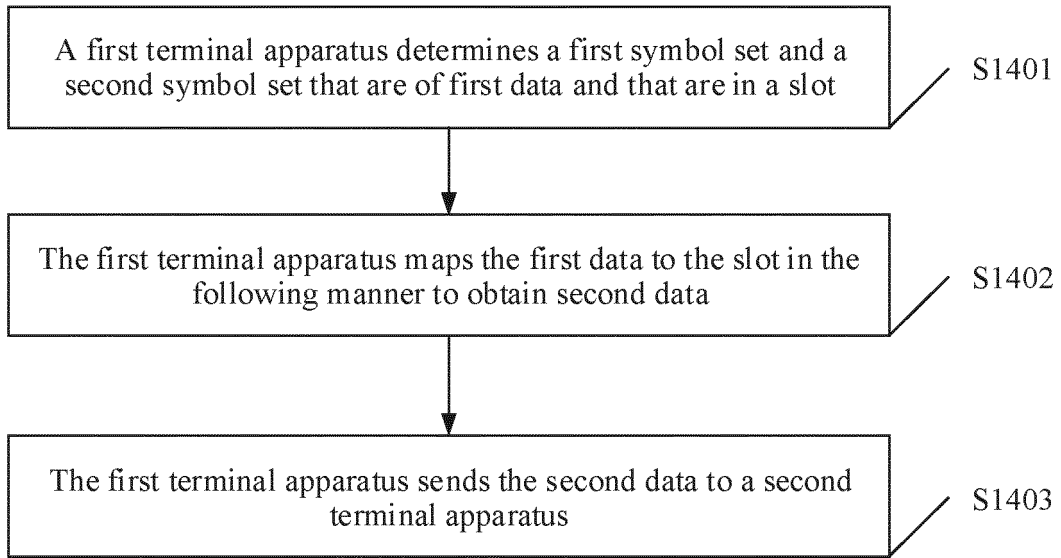 A first terminal apparatus determines a first symbol set and a
second symbol set that are of first data and that are in a slot
S1401
The first terminal apparatus maps the first data to the slot in the
following manner to obtain second data
S1402
The first terminal apparatus sends the second data to a second
terminal apparatus
S1403